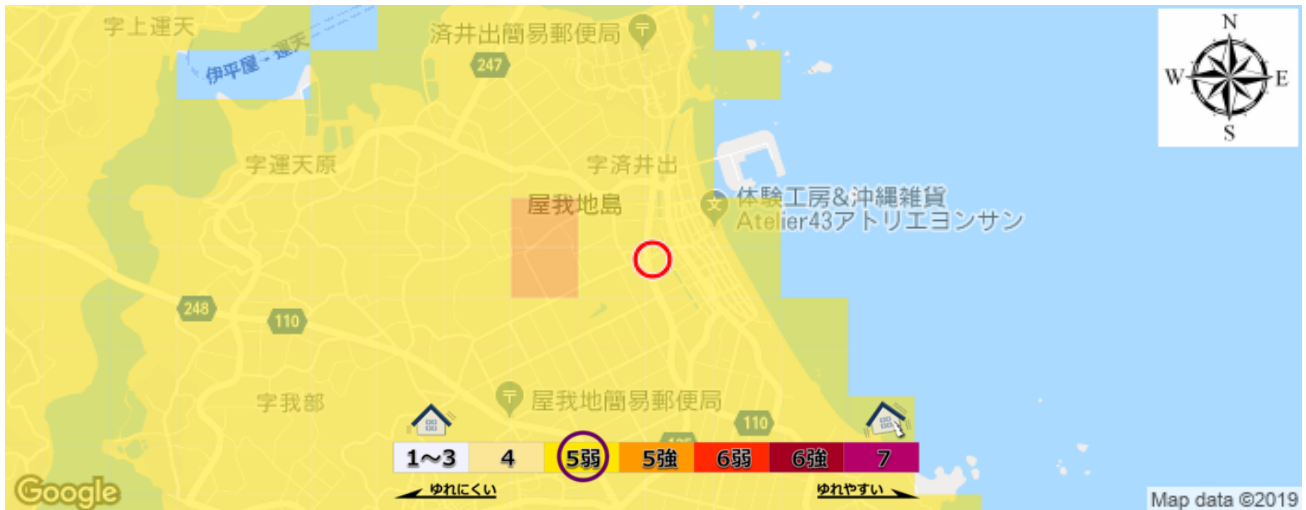 字上運天
伊平屋 - 運天
済井出簡易郵便局
〒
247
N
W
E
S
字運天原
字済井出
屋我地島
文
体験工房&沖縄雑貨
Atelier43アトリエヨンサン
248
110
字我部
〒
屋我地簡易郵便局
110
1～3
4
5弱
5強
6弱
6強
7
ゆれにくい
ゆれやすい
Google
Map data ©2019